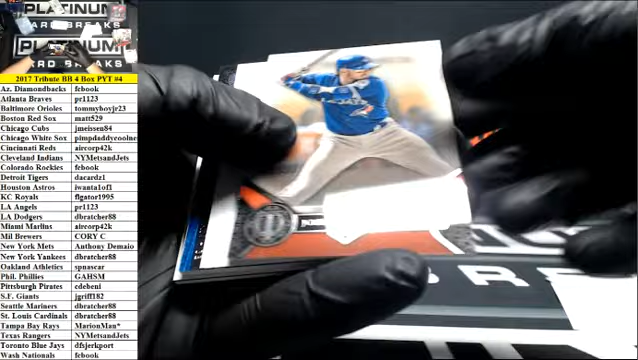 PLATINUM
CARD BREAKS
PLATINUM
CARD BREAKS
2017 Tribute BB 4 Box PYT #4
Az. Diamondbacks fcbook
Atlanta Braves pr1123
Baltimore Orioles tommyboyjr23
Boston Red Sox matt529
Chicago Cubs jmeissen84
Chicago White Sox pimpdaddycoolne
Cincinnati Reds aircorp42k
Cleveland Indians NYMetsandJets
Colorado Rockies fcbook
Detroit Tigers dacardz1
Houston Astros iwanta1of1
KC Royals flgator1995
LA Angels pr1123
LA Dodgers dbratcher88
Miami Marlins aircorp42k
Mil Brewers CORY C
New York Mets Anthony Demaio
New York Yankees dbratcher88
Oakland Athletics spnascar
Phil. Phillies GAHSM
Pittsburgh Pirates cdebeni
S.F. Giants jgriff182
Seattle Mariners dbratcher88
St. Louis Cardinals dbratcher88
Tampa Bay Rays MarionMan*
Texas Rangers NYMetsandJets
Toronto Blue Jays dfsjerkport
Wash Nationals fcbook